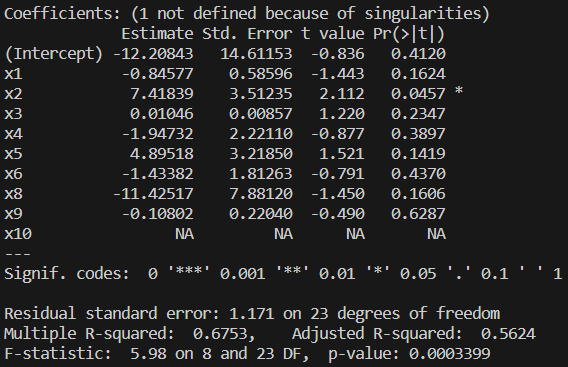 Coefficients: (1 not defined because of singularities)
Estimate Std. Error t value Pr(>|t|)
(Intercept) -12.20843 14.61153 -0.836 0.4120
x1 -0.84577 0.58596 -1.443 0.1624
x2 7.41839 3.51235 2.112 0.0457 *
x3 0.01046 0.00857 1.220 0.2347
x4 -1.94732 2.22110 -0.877 0.3897
x5 4.89518 3.21850 1.521 0.1419
x6 -1.43382 1.81263 -0.791 0.4370
x8 -11.42517 7.88120 -1.450 0.1606
x9 -0.10802 0.22040 -0.490 0.6287
x10 NA NA NA NA
---
Signif. codes: 0 '***' 0.001 '**' 0.01 '*' 0.05 '.' 0.1 ' ' 1
Residual standard error: 1.171 on 23 degrees of freedom
Multiple R-squared: 0.6753, Adjusted R-squared: 0.5624
F-statistic: 5.98 on 8 and 23 DF, p-value: 0.0003399